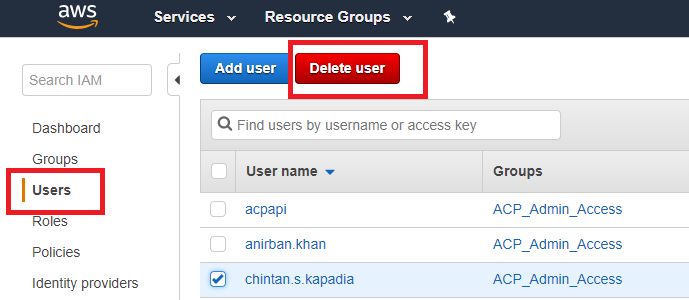 aws Services Resource Groups
Search IAM
Add user Delete user
Find users by username or access key
Dashboard
Groups
Users
Roles
Policies
Identity providers
User name Groups
acpapi ACP_Admin_Access
anirban.khan ACP_Admin_Access
chintan.s.kapadia ACP_Admin_Access